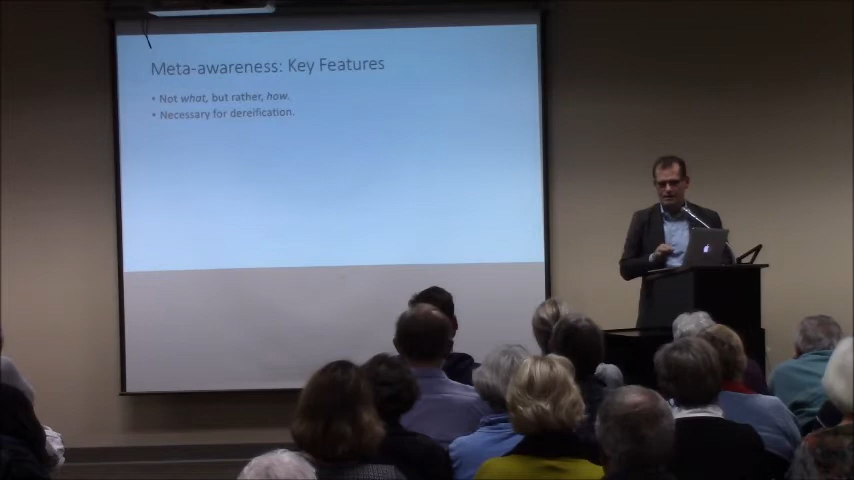 Meta-awareness: Key Features
• Not what, but rather, how.
• Necessary for dereification.